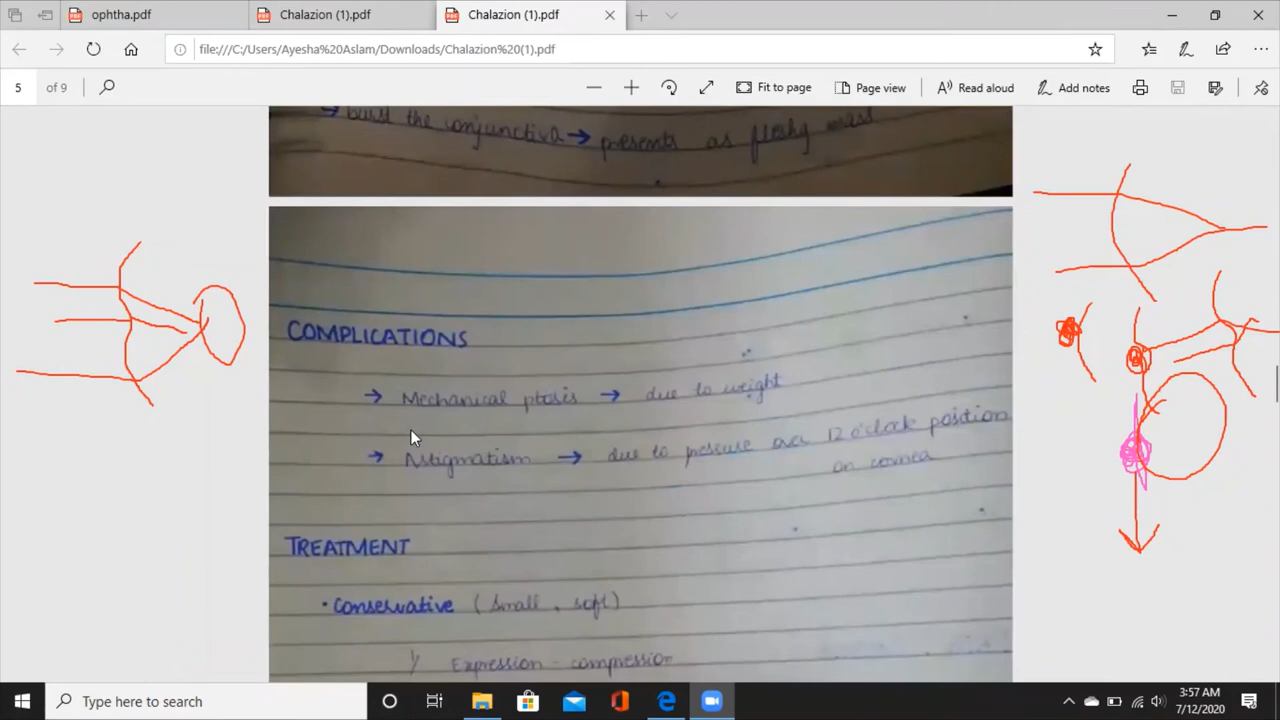 ophtha.pdf
Chalazion (1).pdf
Chalazion (1).pdf
file:///C:/Users/Ayesha%20Aslam/Downloads/Chalazion%20(1).pdf
5 of 9
Fit to page
Page view
Read aloud
Add notes
→ burst the conjunctiva → presents as fleshy mass
COMPLICATIONS
→ Mechanical ptosis → due to weight
→ Astigmatism → due to pressure over 12 o'clock position
on cornea
TREATMENT
• Conservative (small, soft)
1/ Expression - compression
Type here to search
3:57 AM
7/12/2020